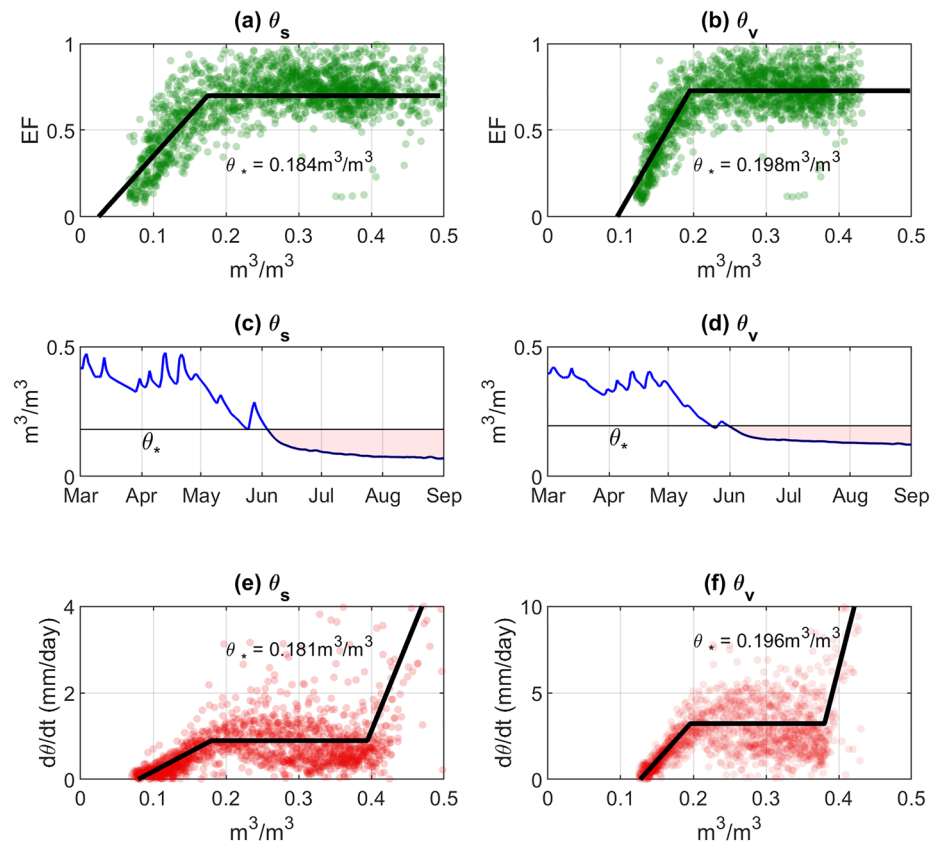 (a) θs
(b) θv
1
0.5
0
EF
θ* = 0.184m³/m³
0 0.1 0.2 0.3 0.4 0.5
m³/m³
1
0.5
0
EF
θ* = 0.198m³/m³
0 0.1 0.2 0.3 0.4 0.5
m³/m³
(c) θs
(d) θv
0.5
0
m³/m³
θ*
Mar Apr May Jun Jul Aug Sep
0.5
0
m³/m³
θ*
Mar Apr May Jun Jul Aug Sep
(e) θs
(f) θv
4
2
0
dθ/dt (mm/day)
θ* = 0.181m³/m³
0 0.1 0.2 0.3 0.4 0.5
m³/m³
10
5
0
dθ/dt (mm/day)
θ* = 0.196m³/m³
0 0.1 0.2 0.3 0.4 0.5
m³/m³